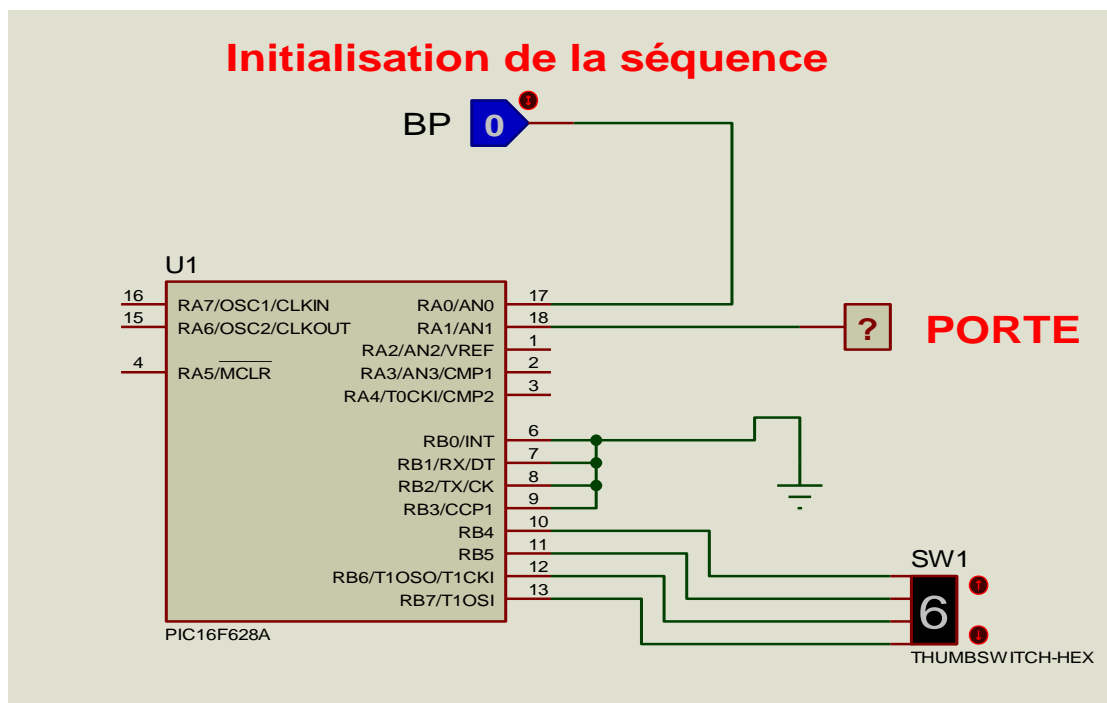 Initialisation de la séquence
BP 0
U1
16 RA7/OSC1/CLKIN RA0/AN0 17
15 RA6/OSC2/CLKOUT RA1/AN1 18
? PORTE
RA2/AN2/VREF 1
4 RA5/MCLR RA3/AN3/CMP1 2
RA4/T0CKI/CMP2 3
RB0/INT 6
RB1/RX/DT 7
RB2/TX/CK 8
RB3/CCP1 9
RB4 10
RB5 11
RB6/T1OSO/T1CKI 12
RB7/T1OSI 13
PIC16F628A
SW1
6
THUMBSWITCH-HEX